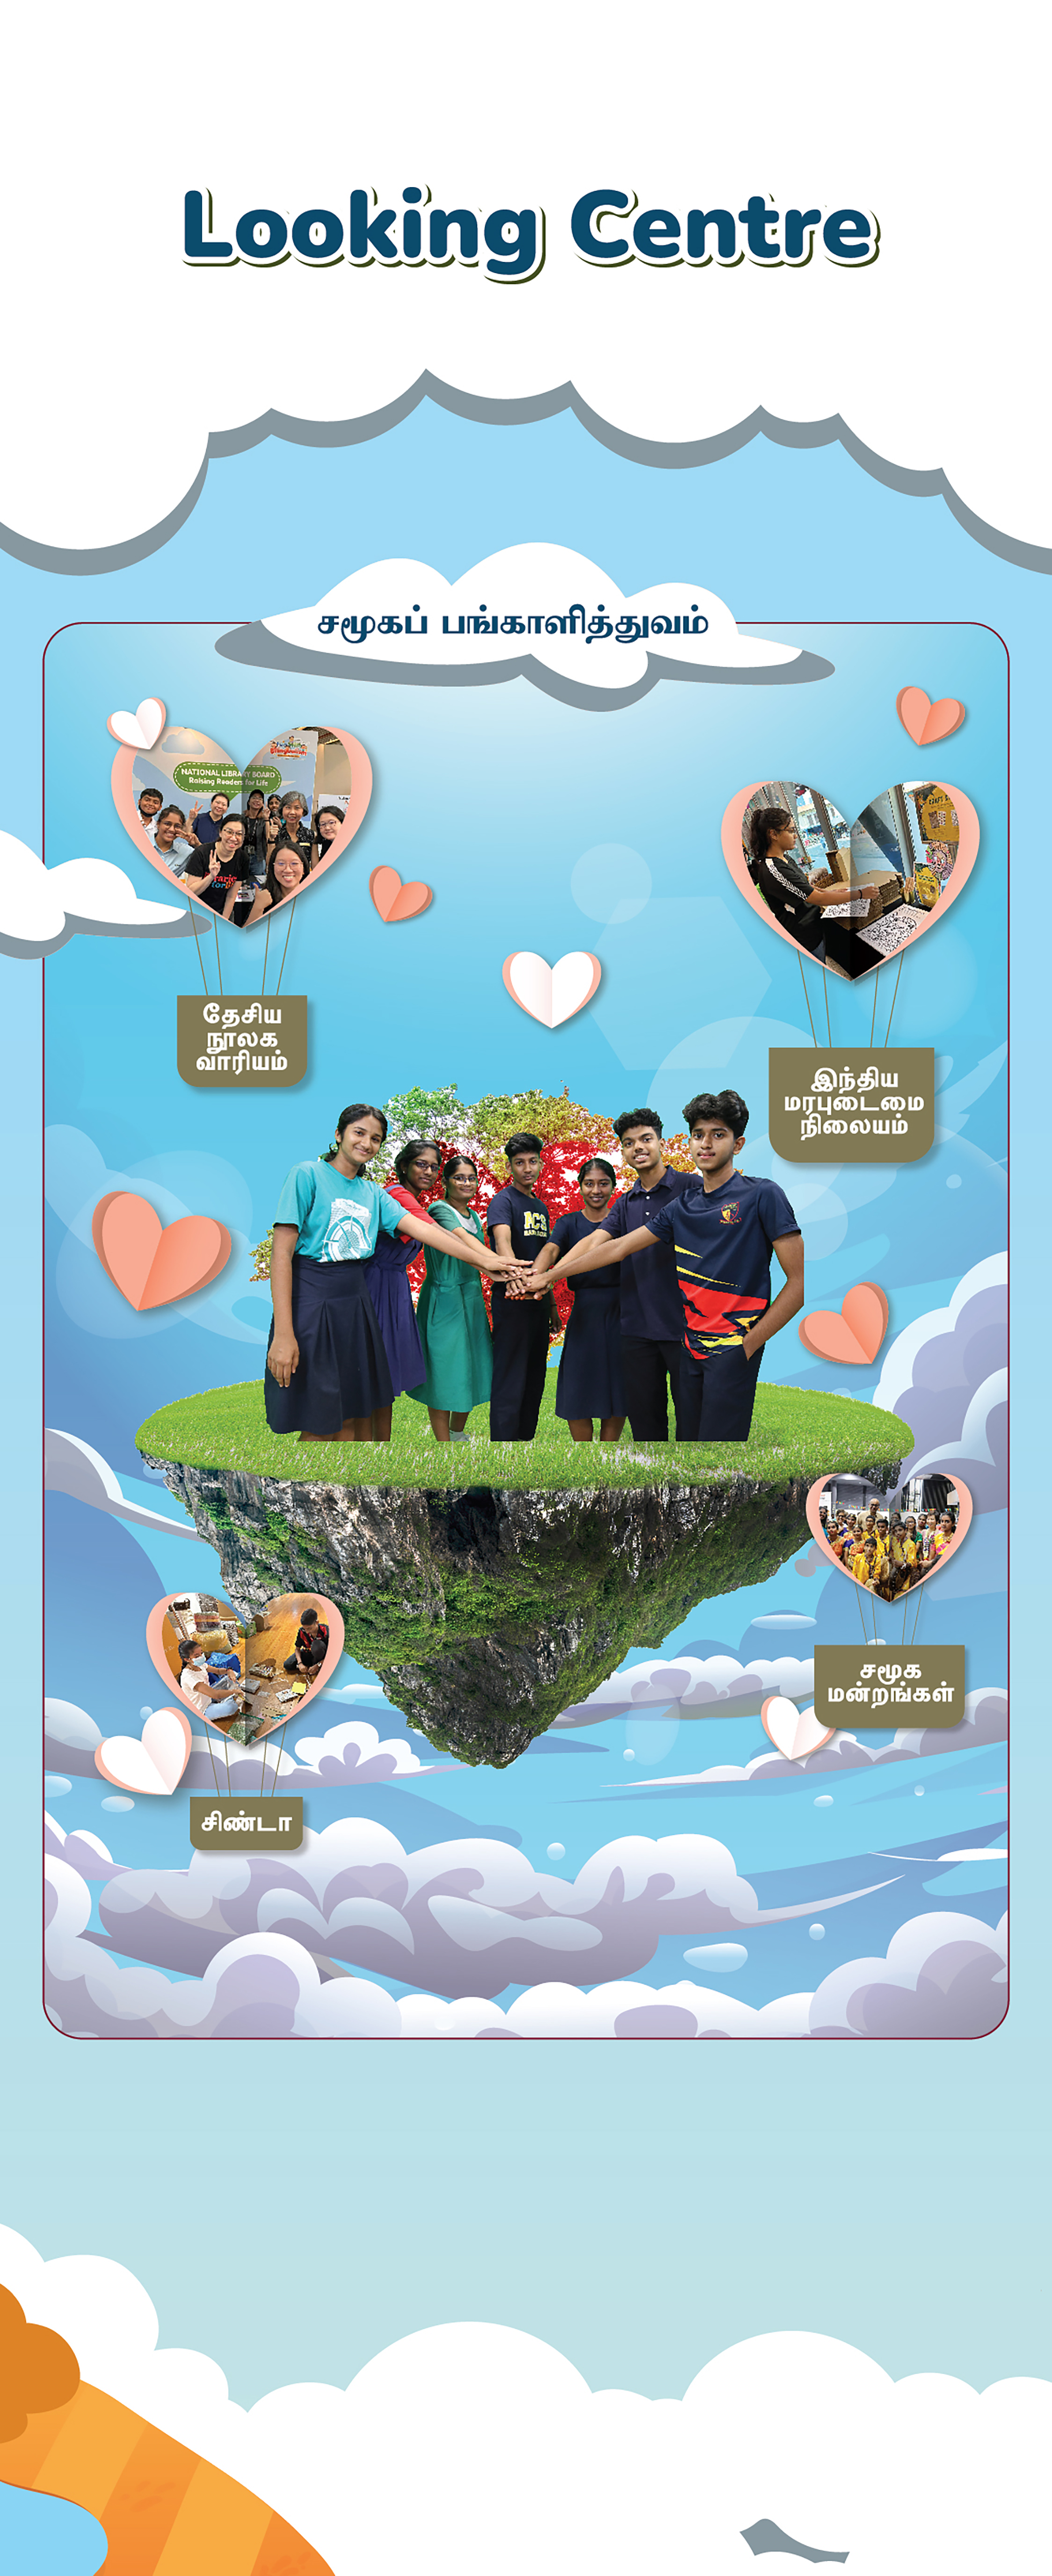 Looking Centre
சமூகப் பங்காளித்துவம்
NATIONAL LIBRARY BOARD
Raising Readers for Life
தேசிய
நூலக
வாரியம்
இந்திய
மரபுடைமை
நிலையம்
ACS
சமூக
மன்றங்கள்
சிண்டா